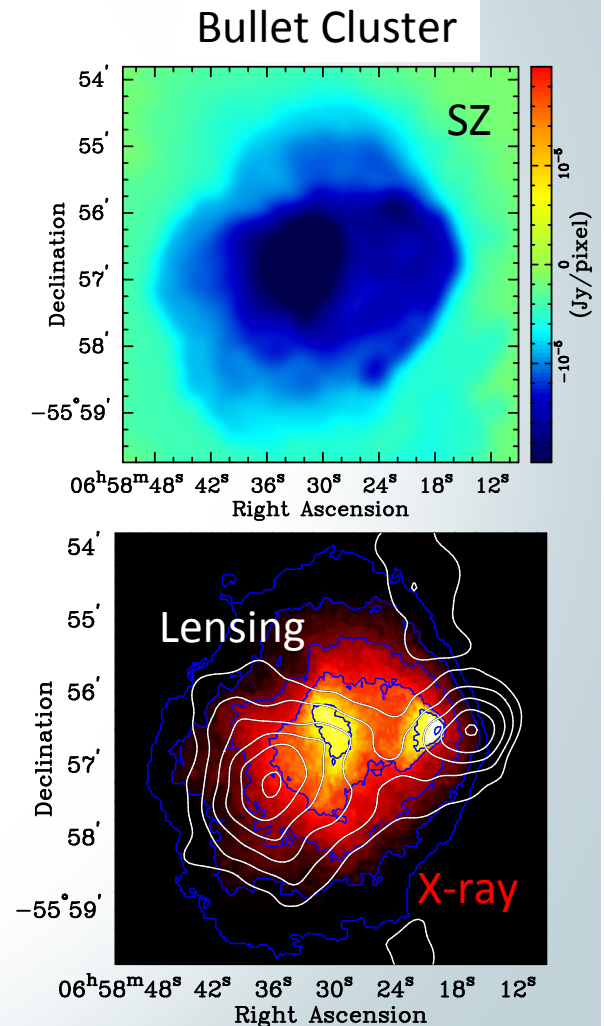 Bullet Cluster
SZ
54′
55′
56′
57′
58′
−55°59′
Declination
06ʰ58ᵐ48ˢ 42ˢ 36ˢ 30ˢ 24ˢ 18ˢ 12ˢ
Right Ascension
10⁻⁵
0
−10⁻⁵
(Jy/pixel)
Lensing
X-ray
54′
55′
56′
57′
58′
−55°59′
Declination
06ʰ58ᵐ48ˢ 42ˢ 36ˢ 30ˢ 24ˢ 18ˢ 12ˢ
Right Ascension